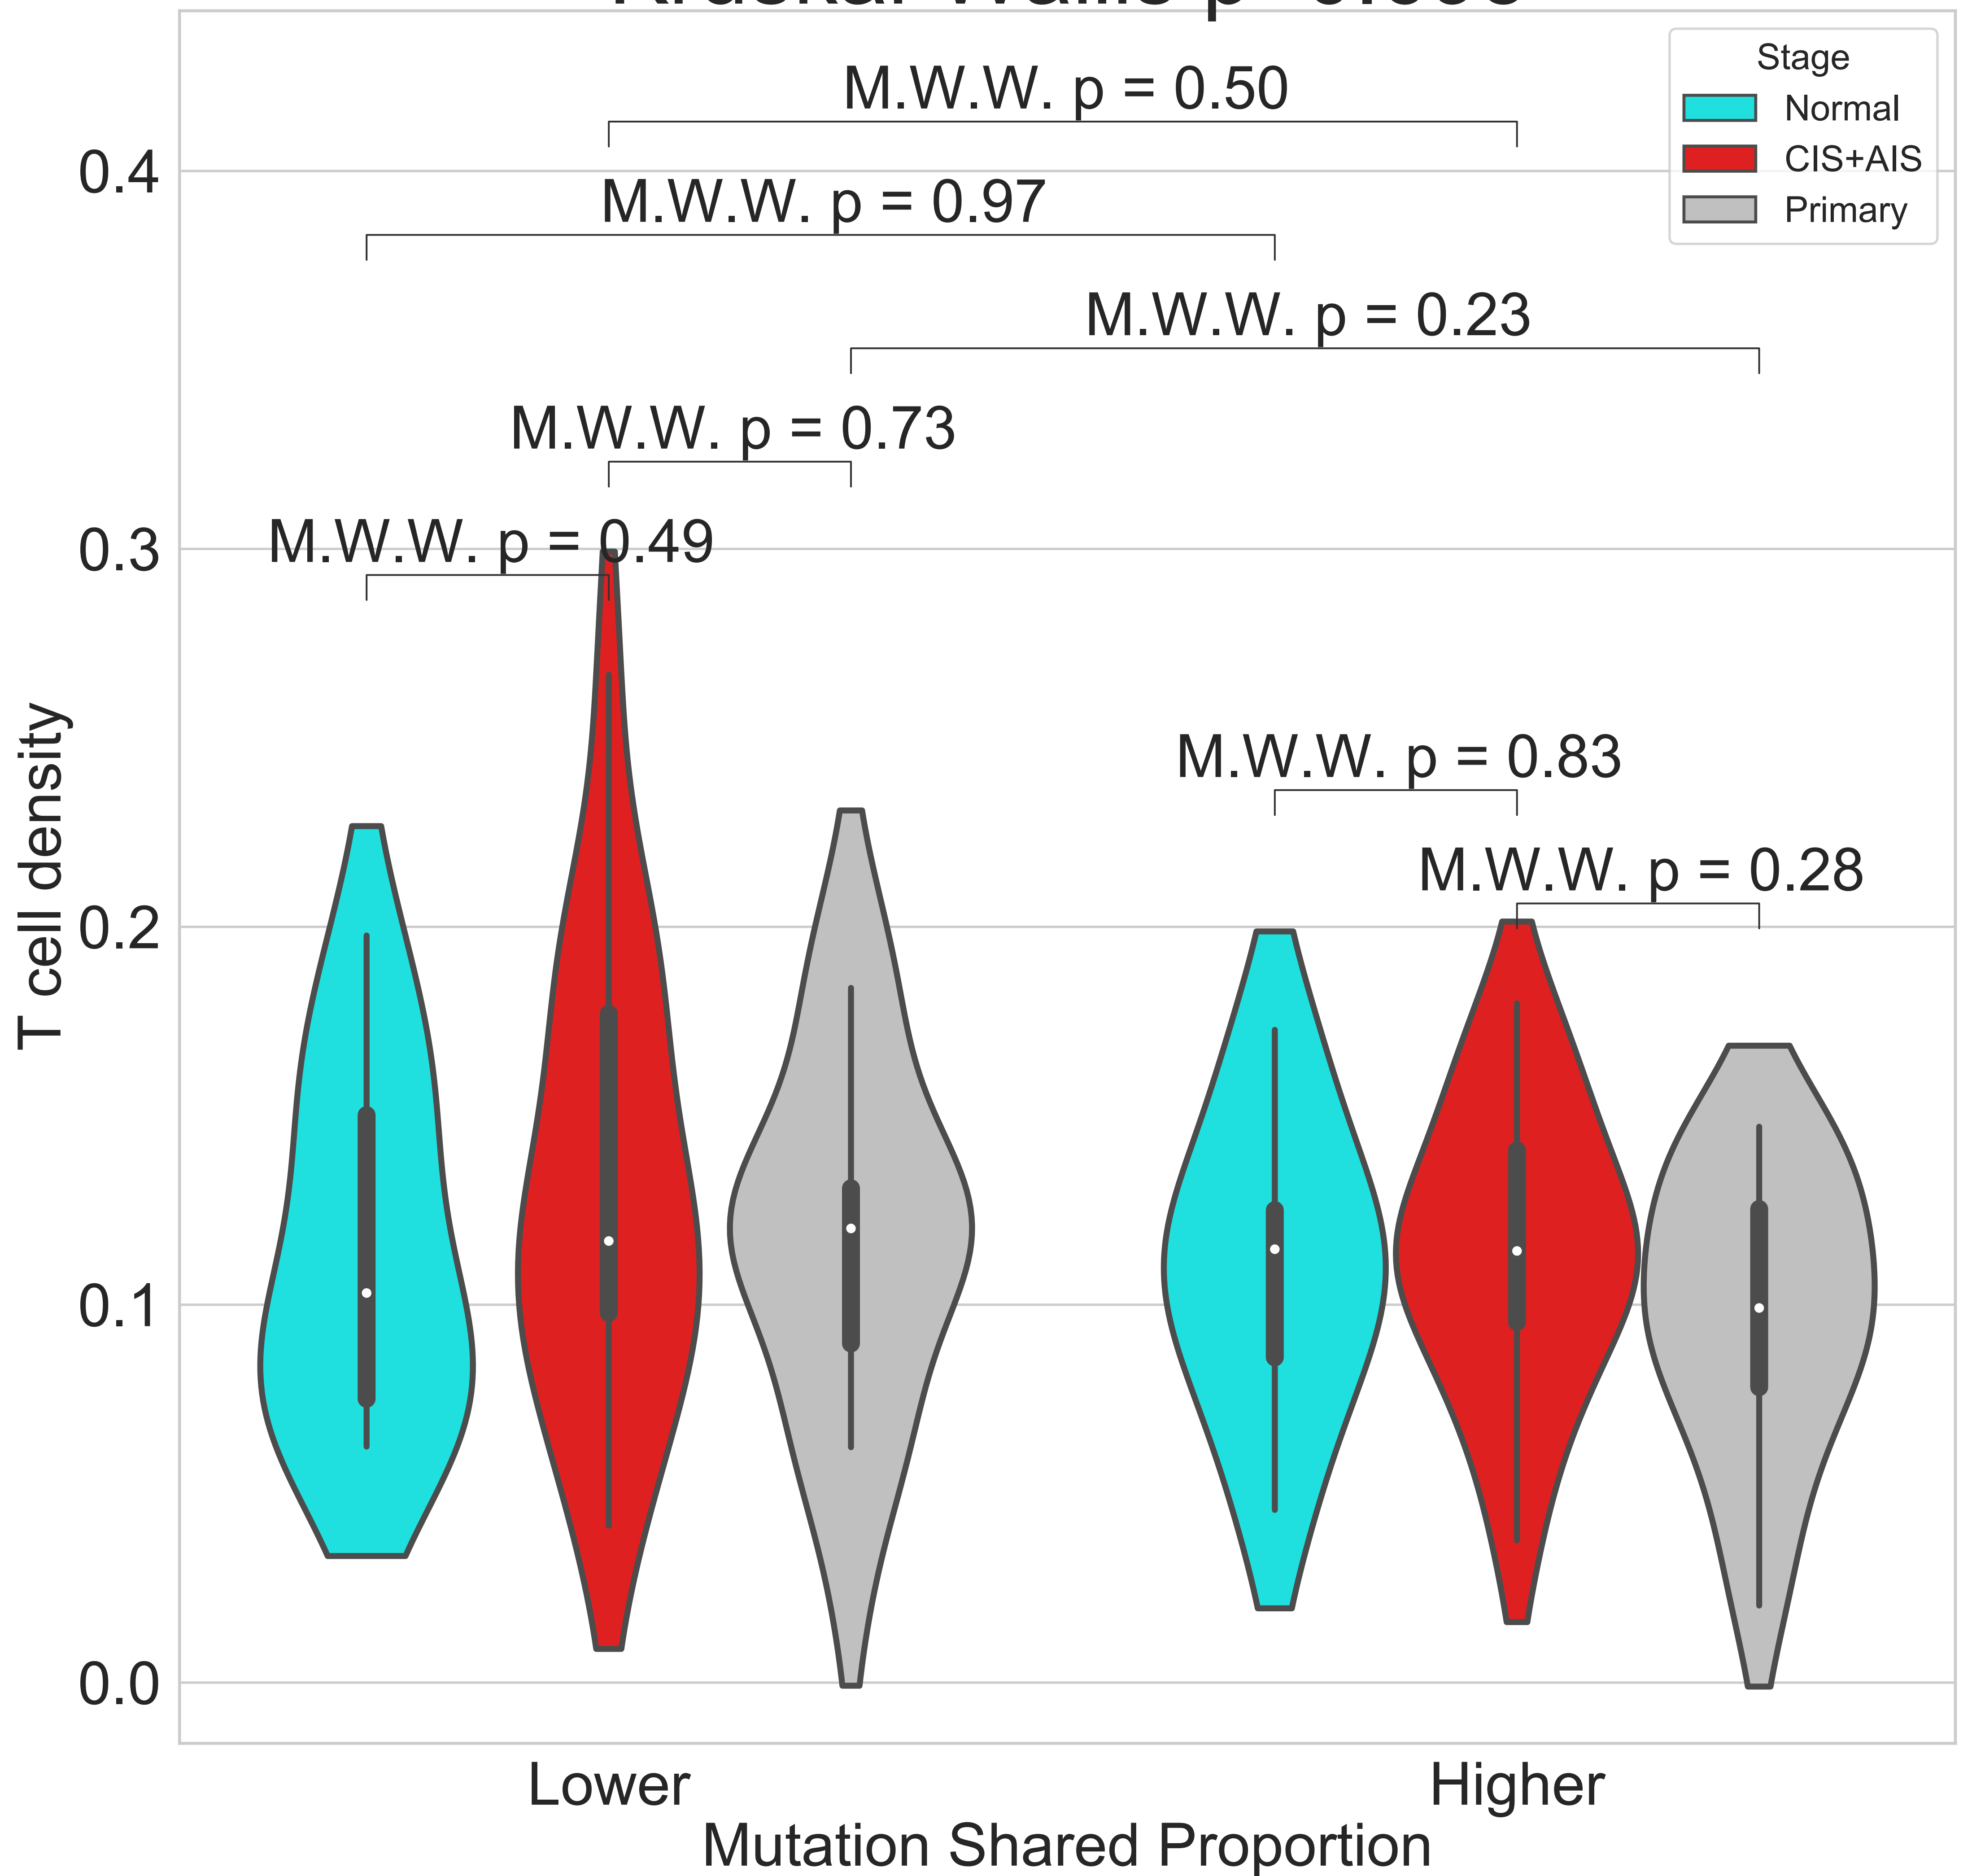 Stage
Normal
CIS+AIS
Primary
M.W.W. p = 0.50
M.W.W. p = 0.97
M.W.W. p = 0.23
M.W.W. p = 0.73
M.W.W. p = 0.49
M.W.W. p = 0.83
M.W.W. p = 0.28
T cell density
0.4
0.3
0.2
0.1
0.0
Lower
Higher
Mutation Shared Proportion